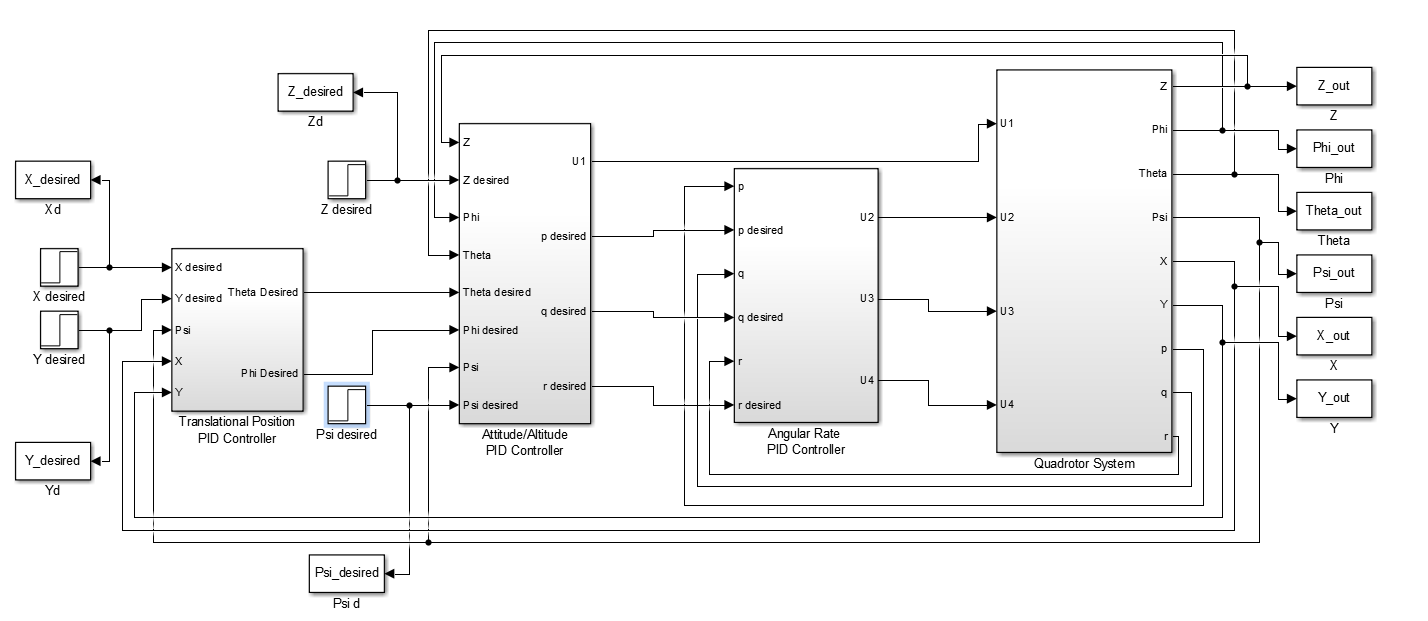 Z_desired
Zd
X_desired
Xd
Z desired
X desired
Y desired
Y_desired
Yd
X desired
Y desired
Psi
X
Y
Theta Desired
Phi Desired
Translational Position
PID Controller
Psi desired
Psi_desired
Psi d
Z
Z desired
Phi
Theta
Theta desired
Phi desired
Psi
Psi desired
U1
p desired
q desired
r desired
Attitude/Altitude
PID Controller
p
p desired
q
q desired
r
r desired
U2
U3
U4
Angular Rate
PID Controller
U1
U2
U3
U4
Z
Phi
Theta
Psi
X
Y
p
q
r
Quadrotor System
Z_out
Z
Phi_out
Phi
Theta_out
Theta
Psi_out
Psi
X_out
X
Y_out
Y